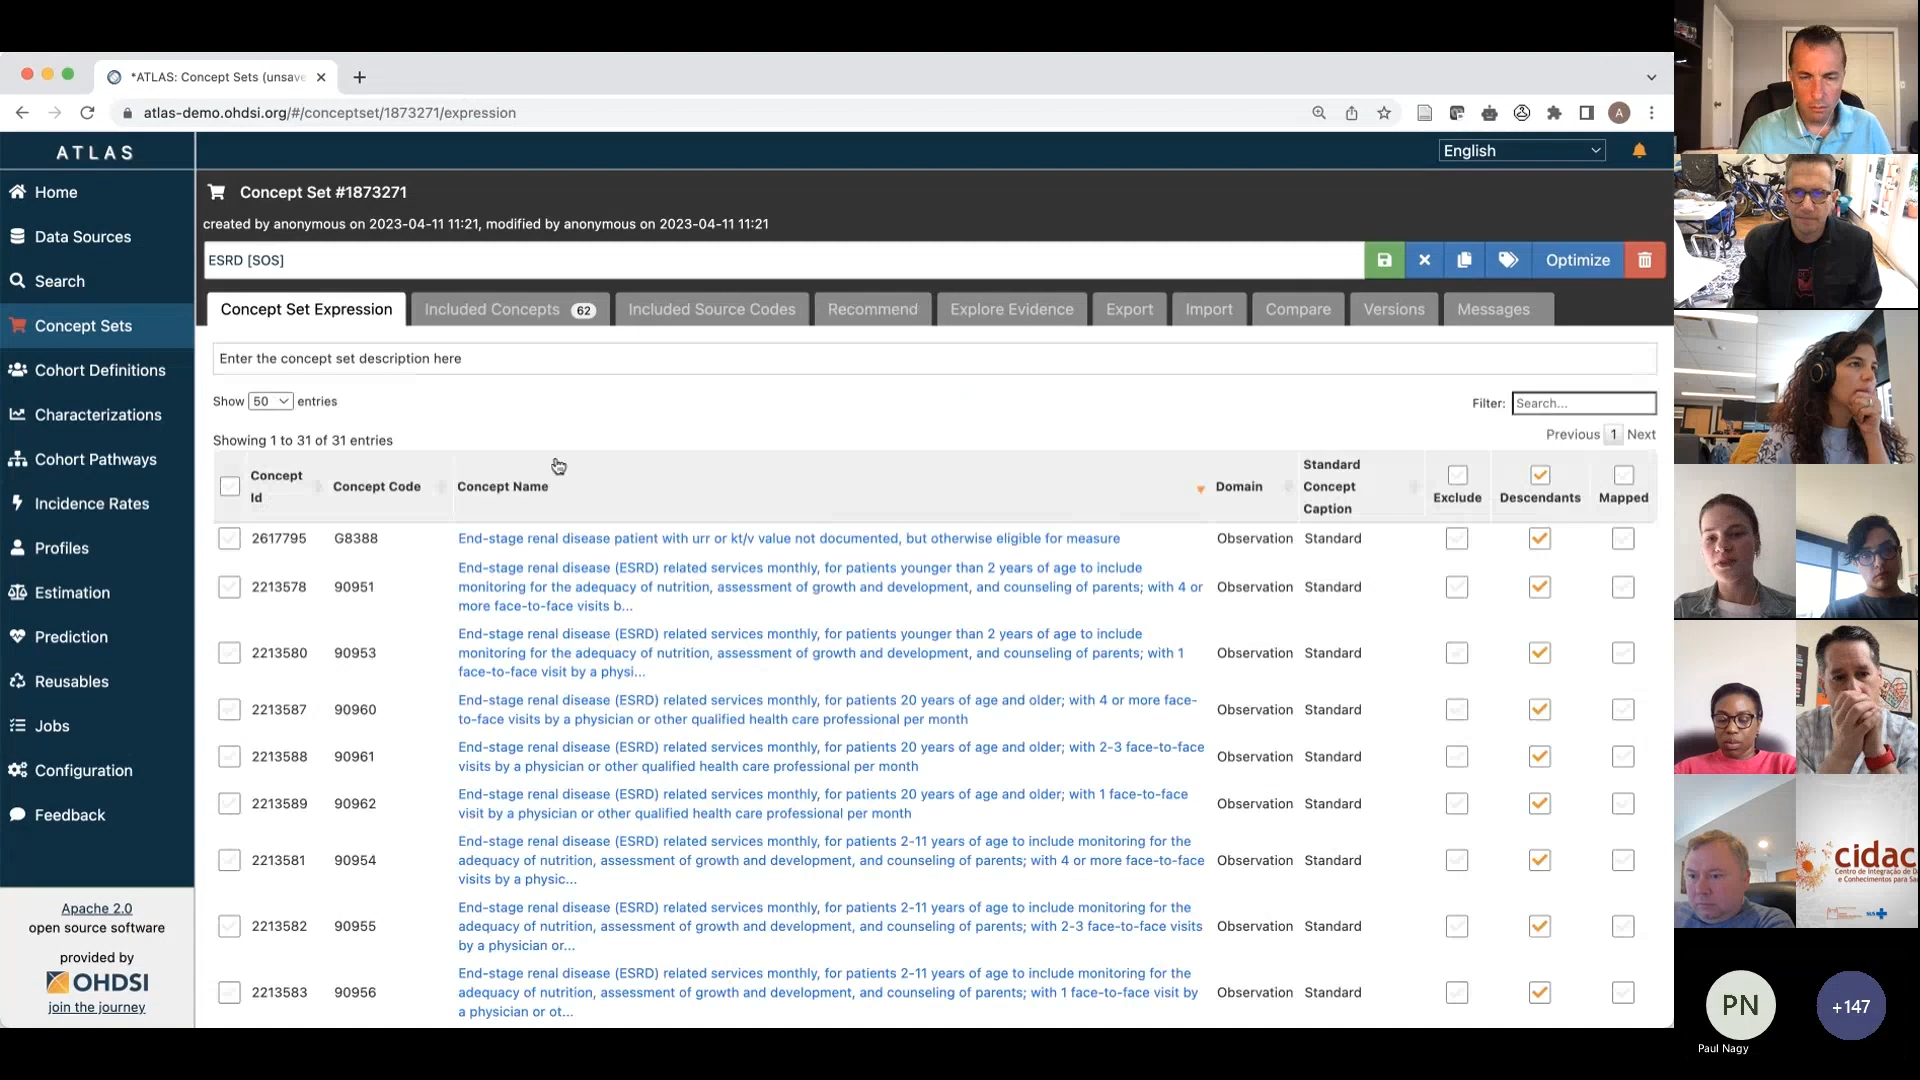 *ATLAS: Concept Sets (unsave
atlas-demo.ohdsi.org/#/conceptset/1873271/expression
A
ATLAS
English
Home
Data Sources
Search
Concept Sets
Cohort Definitions
Characterizations
Cohort Pathways
Incidence Rates
Profiles
Estimation
Prediction
Reusables
Jobs
Configuration
Feedback
Apache 2.0
open source software
provided by
OHDSI
join the journey
Concept Set #1873271
created by anonymous on 2023-04-11 11:21, modified by anonymous on 2023-04-11 11:21
ESRD [SOS]
Optimize
Concept Set Expression Included Concepts 62 Included Source Codes Recommend Explore Evidence Export Import Compare Versions Messages
Enter the concept set description here
Show 50 entries
Filter: Search...
Showing 1 to 31 of 31 entries
Previous 1 Next
Concept Id Concept Code Concept Name Domain Standard Concept Caption Exclude Descendants Mapped
2617795 G8388 End-stage renal disease patient with urr or kt/v value not documented, but otherwise eligible for measure Observation Standard
End-stage renal disease (ESRD) related services monthly, for patients younger than 2 years of age to include
2213578 90951 monitoring for the adequacy of nutrition, assessment of growth and development, and counseling of parents; with 4 or Observation Standard
more face-to-face visits b...
End-stage renal disease (ESRD) related services monthly, for patients younger than 2 years of age to include
2213580 90953 monitoring for the adequacy of nutrition, assessment of growth and development, and counseling of parents; with 1 Observation Standard
face-to-face visit by a physi...
End-stage renal disease (ESRD) related services monthly, for patients 20 years of age and older; with 4 or more face-
2213587 90960 Observation Standard
to-face visits by a physician or other qualified health care professional per month
End-stage renal disease (ESRD) related services monthly, for patients 20 years of age and older; with 2-3 face-to-face
2213588 90961 Observation Standard
visits by a physician or other qualified health care professional per month
End-stage renal disease (ESRD) related services monthly, for patients 20 years of age and older; with 1 face-to-face
2213589 90962 Observation Standard
visit by a physician or other qualified health care professional per month
End-stage renal disease (ESRD) related services monthly, for patients 2-11 years of age to include monitoring for the
2213581 90954 adequacy of nutrition, assessment of growth and development, and counseling of parents; with 4 or more face-to-face Observation Standard
visits by a physic...
End-stage renal disease (ESRD) related services monthly, for patients 2-11 years of age to include monitoring for the
2213582 90955 adequacy of nutrition, assessment of growth and development, and counseling of parents; with 2-3 face-to-face visits Observation Standard
by a physician or...
End-stage renal disease (ESRD) related services monthly, for patients 2-11 years of age to include monitoring for the
2213583 90956 adequacy of nutrition, assessment of growth and development, and counseling of parents; with 1 face-to-face visit by Observation Standard
a physician or ot...
cidac
Centro de Integração de D
e Conhecimentos para Sa
PN
+147
Paul Nagy